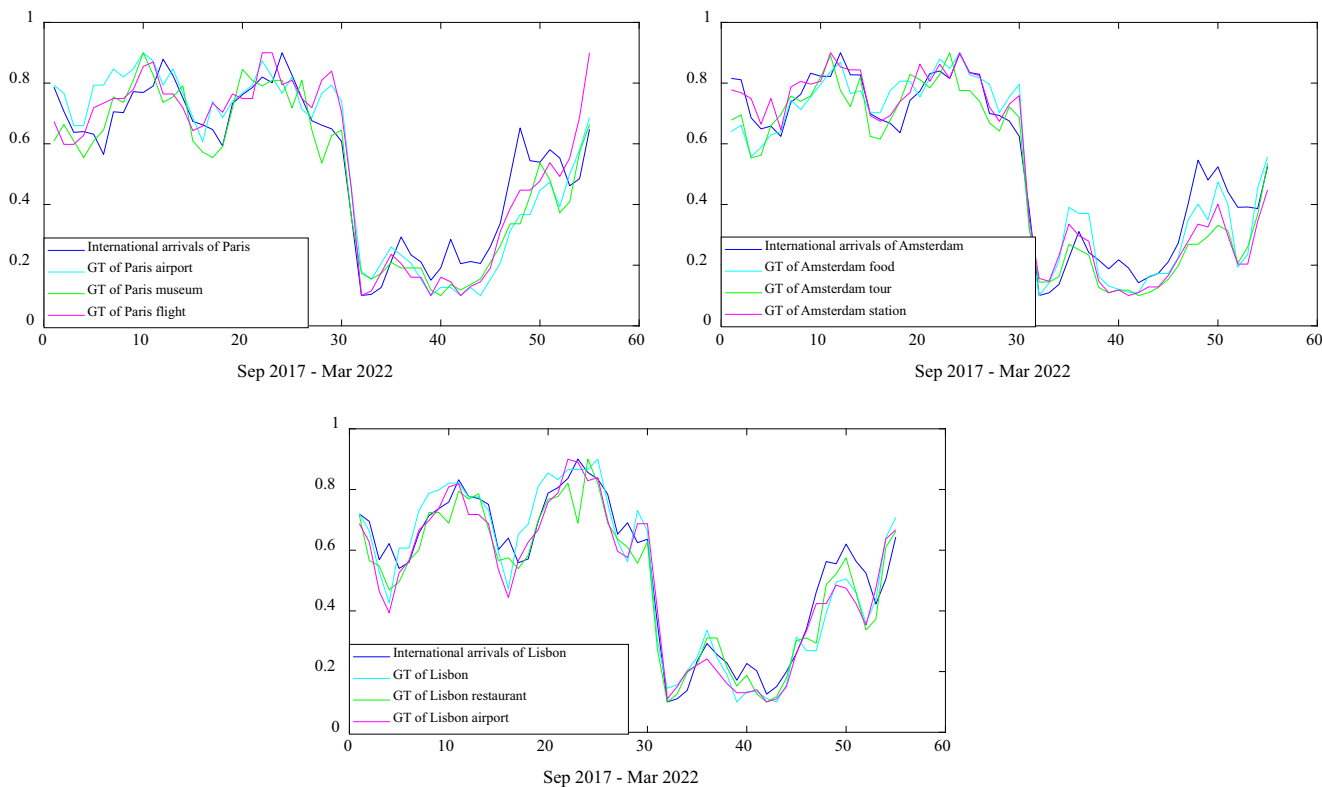 1
0.8
0.6
0.4
0.2
0
International arrivals of Paris
GT of Paris airport
GT of Paris museum
GT of Paris flight
0 10 20 30 40 50 60
Sep 2017 - Mar 2022
1
0.8
0.6
0.4
0.2
0
International arrivals of Amsterdam
GT of Amsterdam food
GT of Amsterdam tour
GT of Amsterdam station
0 10 20 30 40 50 60
Sep 2017 - Mar 2022
1
0.8
0.6
0.4
0.2
0
International arrivals of Lisbon
GT of Lisbon
GT of Lisbon restaurant
GT of Lisbon airport
0 10 20 30 40 50 60
Sep 2017 - Mar 2022